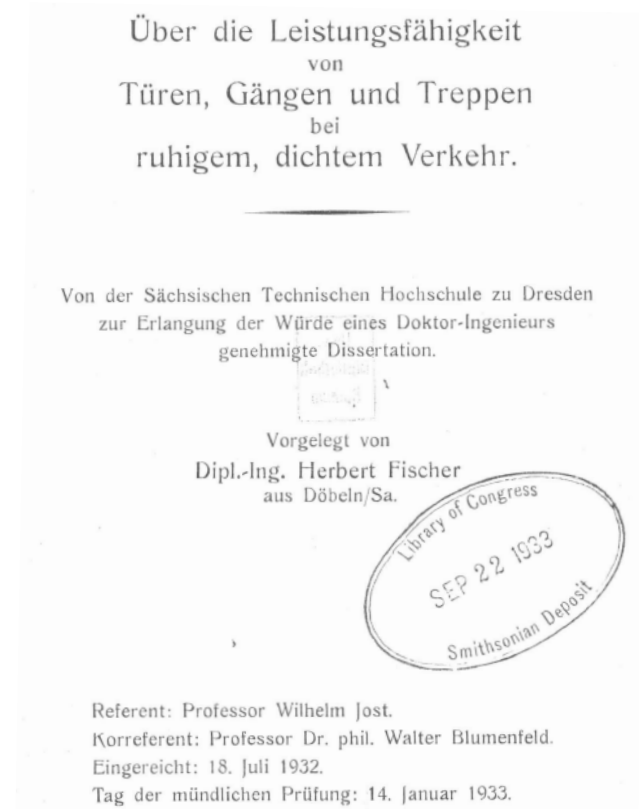 Über die Leistungsfähigkeit
von
Türen, Gängen und Treppen
bei
ruhigem, dichtem Verkehr.
Von der Sächsischen Technischen Hochschule zu Dresden
zur Erlangung der Würde eines Doktor-Ingenieurs
genehmigte Dissertation.
Vorgelegt von
Dipl.-Ing. Herbert Fischer
aus Döbeln/Sa.
Library of Congress
SEP 22 1933
Smithsonian Deposit
Referent: Professor Wilhelm Jost.
Korreferent: Professor Dr. phil. Walter Blumenfeld.
Eingereicht: 18. Juli 1932.
Tag der mündlichen Prüfung: 14. Januar 1933.